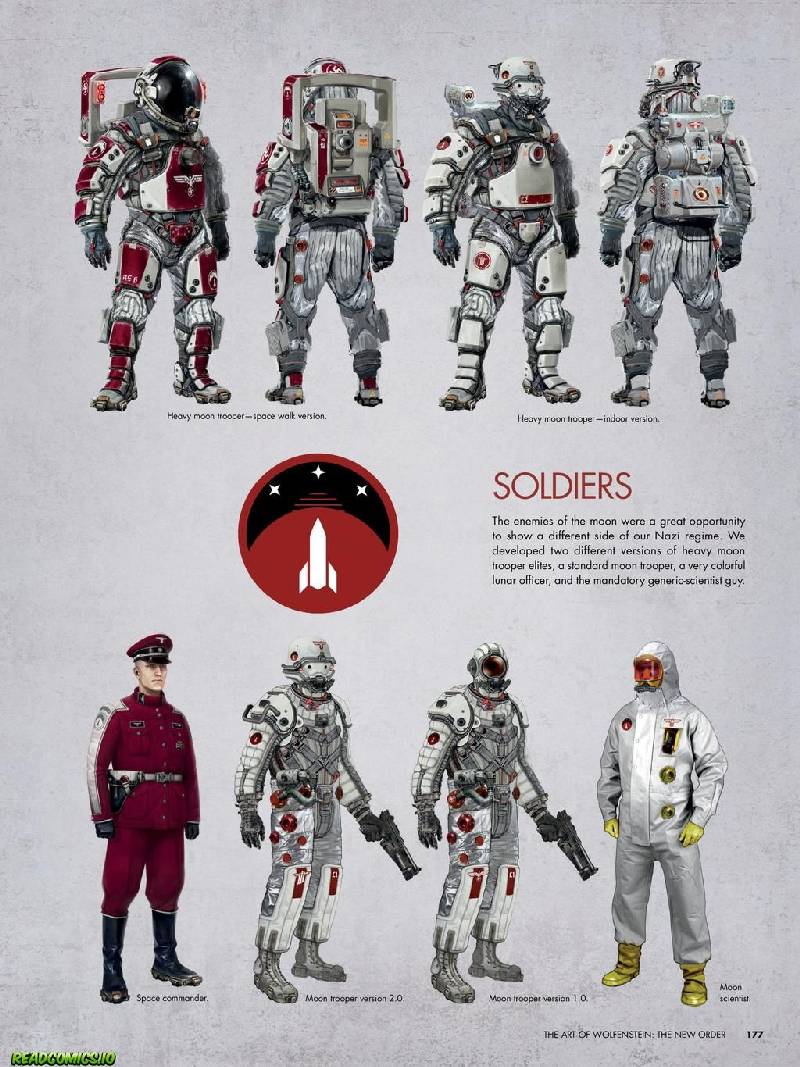 Heavy moon trooper—space walk version.
Heavy moon trooper—indoor version.
SOLDIERS
The enemies of the moon were a great opportunity
to show a different side of our Nazi regime. We
developed two different versions of heavy moon
trooper elites, a standard moon trooper, a very colorful
lunar officer, and the mandatory generic-scientist guy.
Space commander.
Moon trooper version 2.0.
Moon trooper version 1.0.
Moon
scientist.
THE ART OF WOLFENSTEIN: THE NEW ORDER 177
READCOMICS.IO